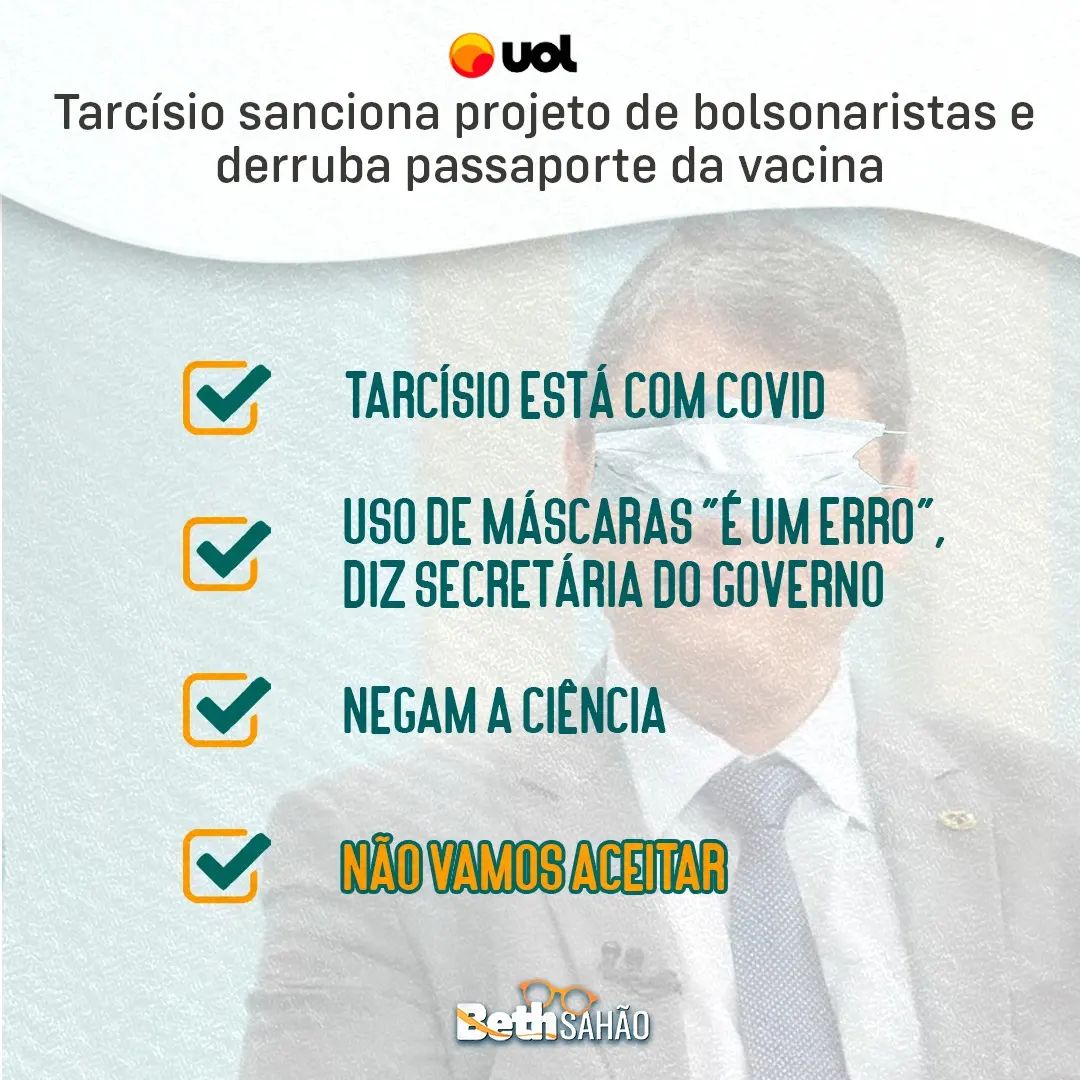 uol
Tarcísio sanciona projeto de bolsonaristas e
derruba passaporte da vacina
TARCÍSIO ESTÁ COM COVID
USO DE MÁSCARAS "É UM ERRO",
DIZ SECRETÁRIA DO GOVERNO
NEGAM A CIÊNCIA
NÃO VAMOS ACEITAR
Beth SAHÃO